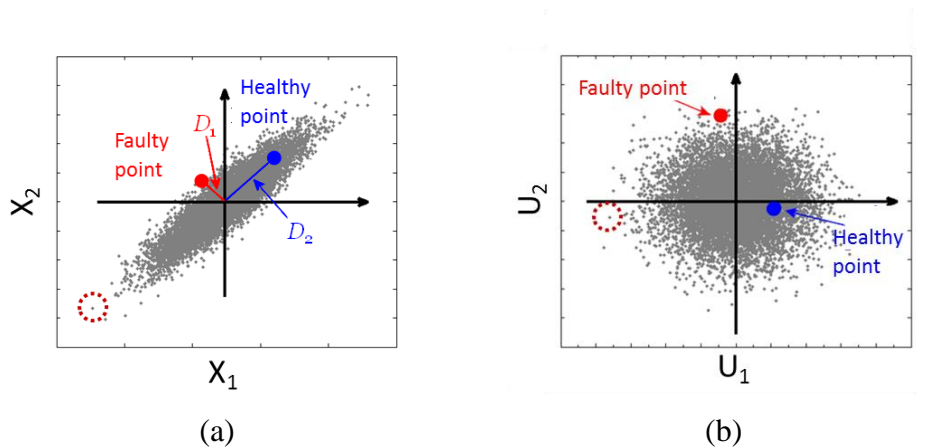 Healthy
point
Faulty
point
D₁
D₂
X₂
X₁
(a)
Faulty point
Healthy
point
U₂
U₁
(b)